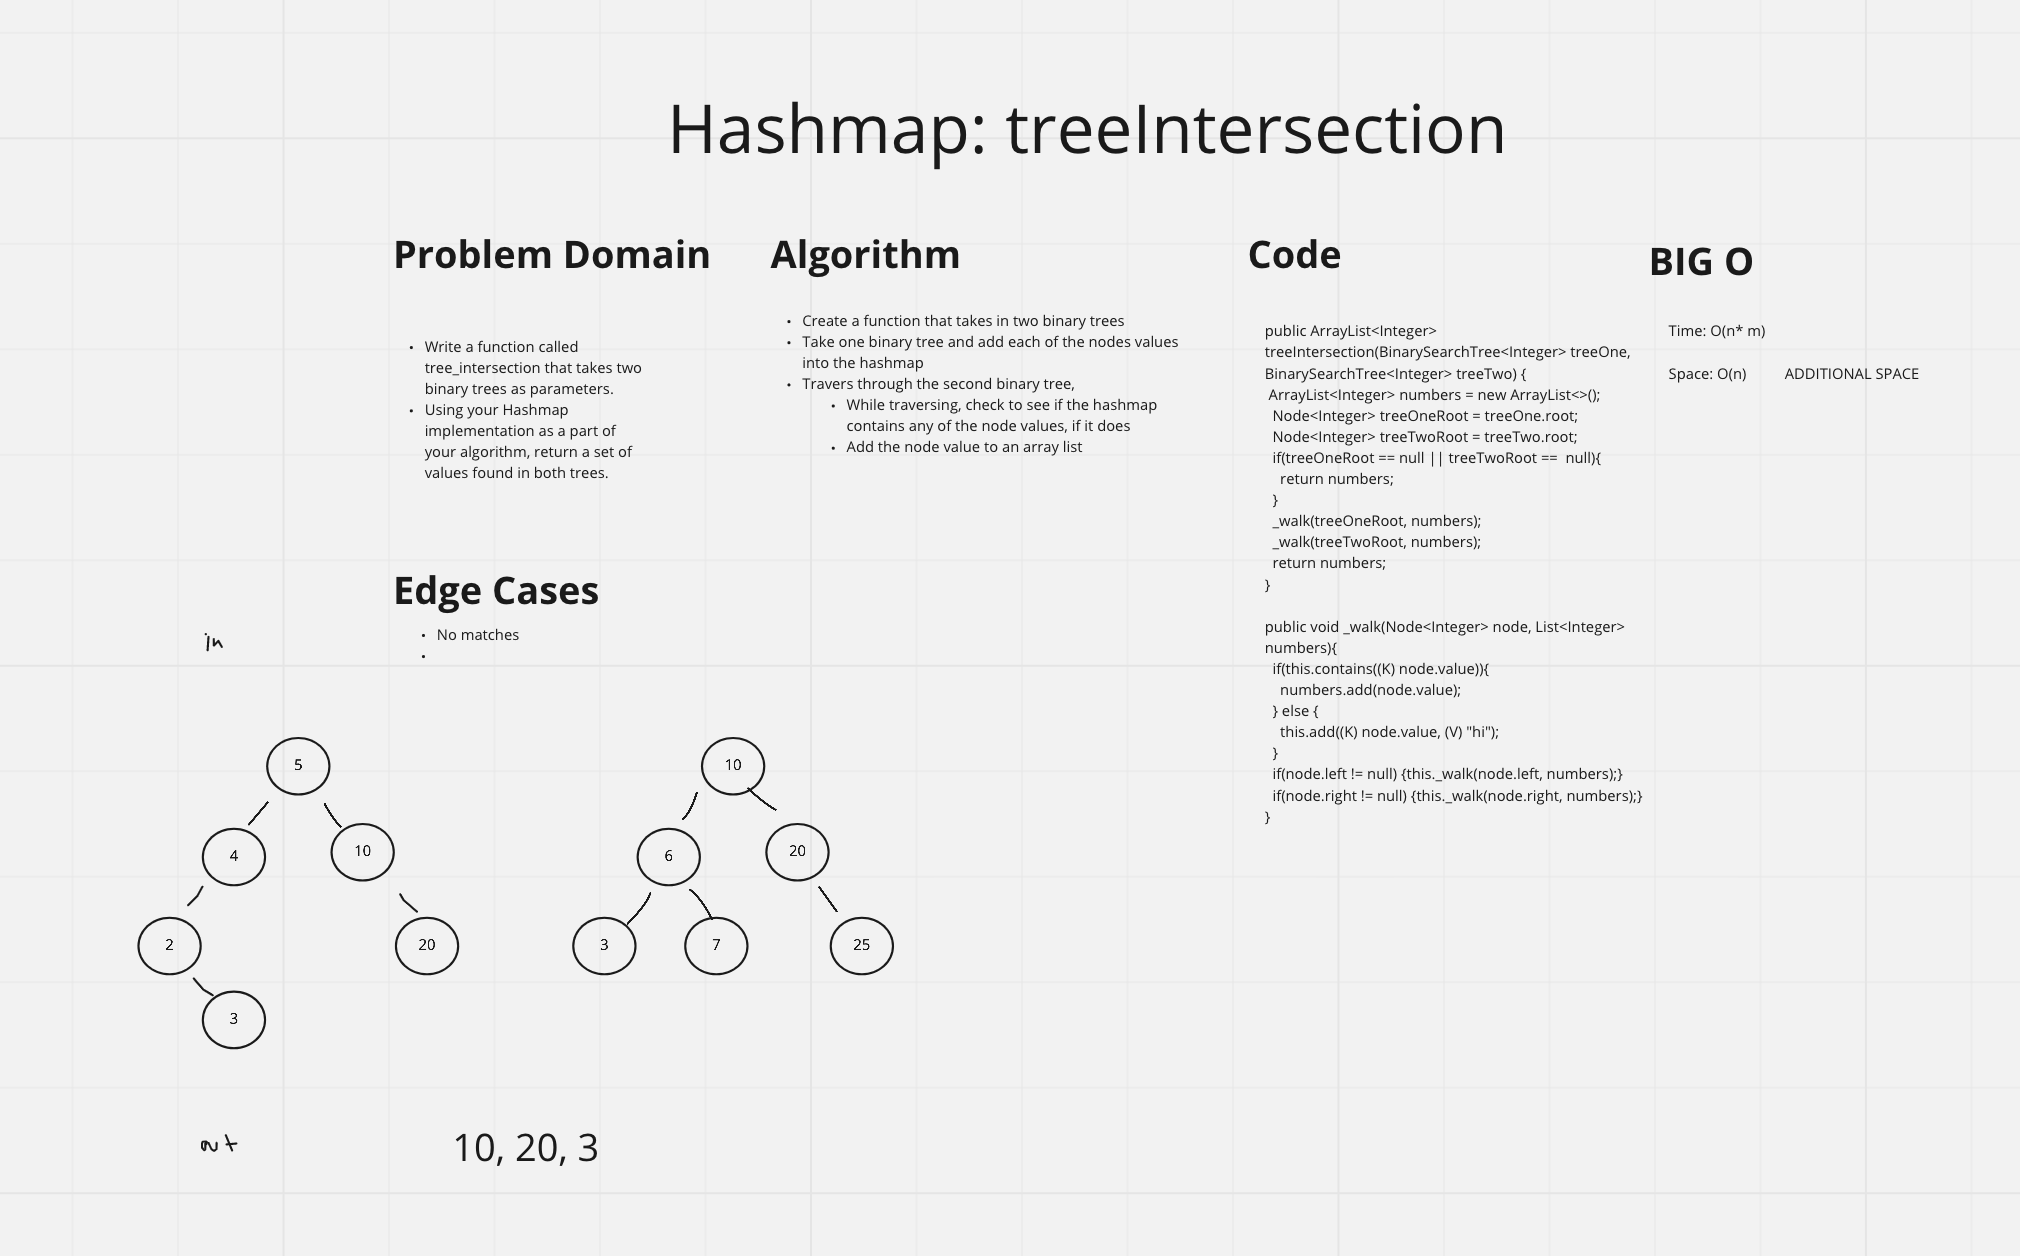 Hashmap: treeIntersection
Problem Domain
Write a function called
tree_intersection that takes two
binary trees as parameters.
Using your Hashmap
implementation as a part of
your algorithm, return a set of
values found in both trees.
Algorithm
Create a function that takes in two binary trees
Take one binary tree and add each of the nodes values
into the hashmap
Travers through the second binary tree,
While traversing, check to see if the hashmap
contains any of the node values, if it does
Add the node value to an array list
Code
public ArrayList<Integer>
treeIntersection(BinarySearchTree<Integer> treeOne,
BinarySearchTree<Integer> treeTwo) {
ArrayList<Integer> numbers = new ArrayList<>();
Node<Integer> treeOneRoot = treeOne.root;
Node<Integer> treeTwoRoot = treeTwo.root;
if(treeOneRoot == null || treeTwoRoot ==  null){
return numbers;
}
_walk(treeOneRoot, numbers);
_walk(treeTwoRoot, numbers);
return numbers;
}
public void _walk(Node<Integer> node, List<Integer>
numbers){
if(this.contains((K) node.value)){
numbers.add(node.value);
} else {
this.add((K) node.value, (V) "hi");
}
if(node.left != null) {this._walk(node.left, numbers);}
if(node.right != null) {this._walk(node.right, numbers);}
}
BIG O
Time: O(n* m)
Space: O(n) ADDITIONAL SPACE
Edge Cases
No matches
in
5
4
10
2
20
3
10
6
20
3
7
25
10, 20, 3